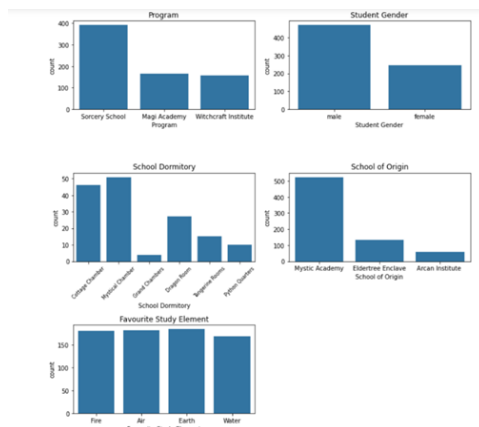 Program
400
300
200
100
0
count
Sorcery School Magi Academy Witchcraft Institute
Program
Student Gender
400
300
200
100
0
count
male female
Student Gender
School Dormitory
50
40
30
20
10
0
count
Cottage Chamber
Mystical Chamber
Grand Chambers
Dragon Room
Tangerine Rooms
Python Quarters
School Dormitory
School of Origin
500
400
300
200
100
0
count
Mystic Academy Eldertree Enclave Arcan Institute
School of Origin
Favourite Study Element
150
100
50
0
count
Fire Air Earth Water